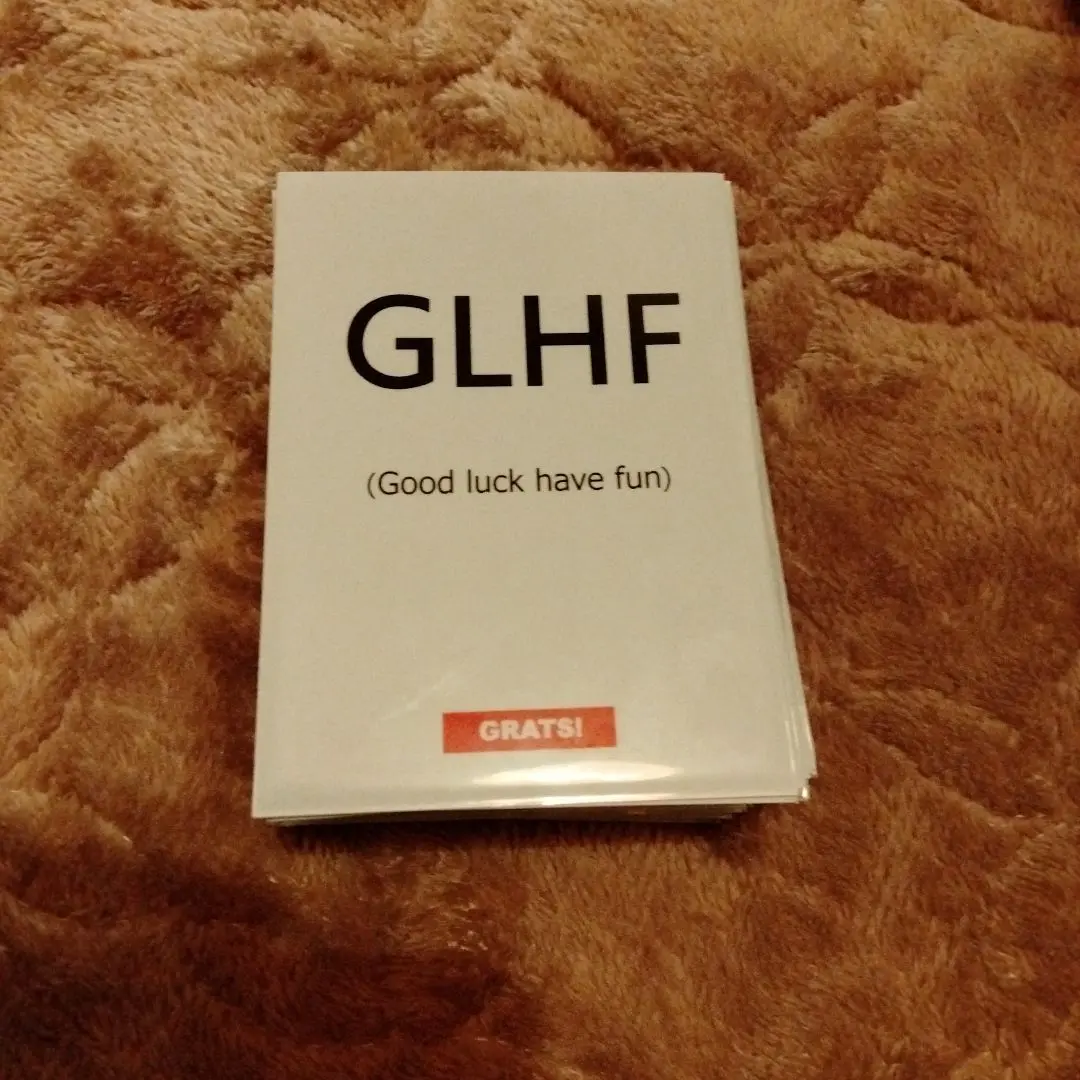 GLHF
(Good luck have fun)
GRATS!